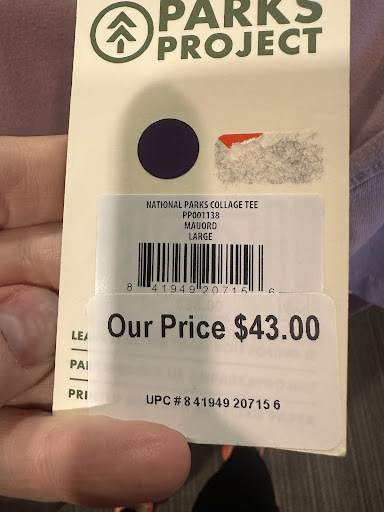 PARKS
PROJECT
NATIONAL PARKS COLLAGE TEE
PP001138
MAUORD
LARGE
8 41949 20715 6
Our Price $43.00
UPC # 8 41949 20715 6